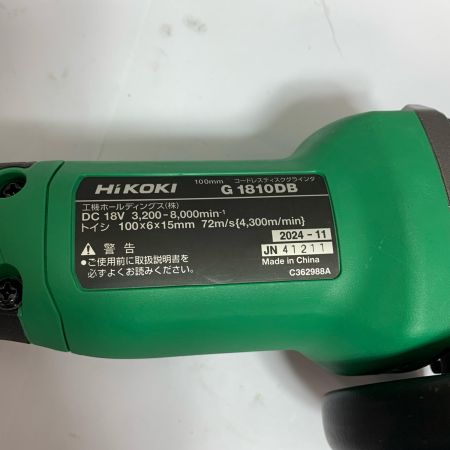 100mm コードレスディスクグラインダ
HiKOKI G 1810DB
工機ホールディングス(株)
DC 18V 3,200-8,000min⁻¹
トイシ 100×6×15mm 72m/s{4,300m/min}
2024-11
⚠ 警告
JN 41211
●ご使用前に取扱説明書を
必ずよくお読みください。
Made in China
C362988A